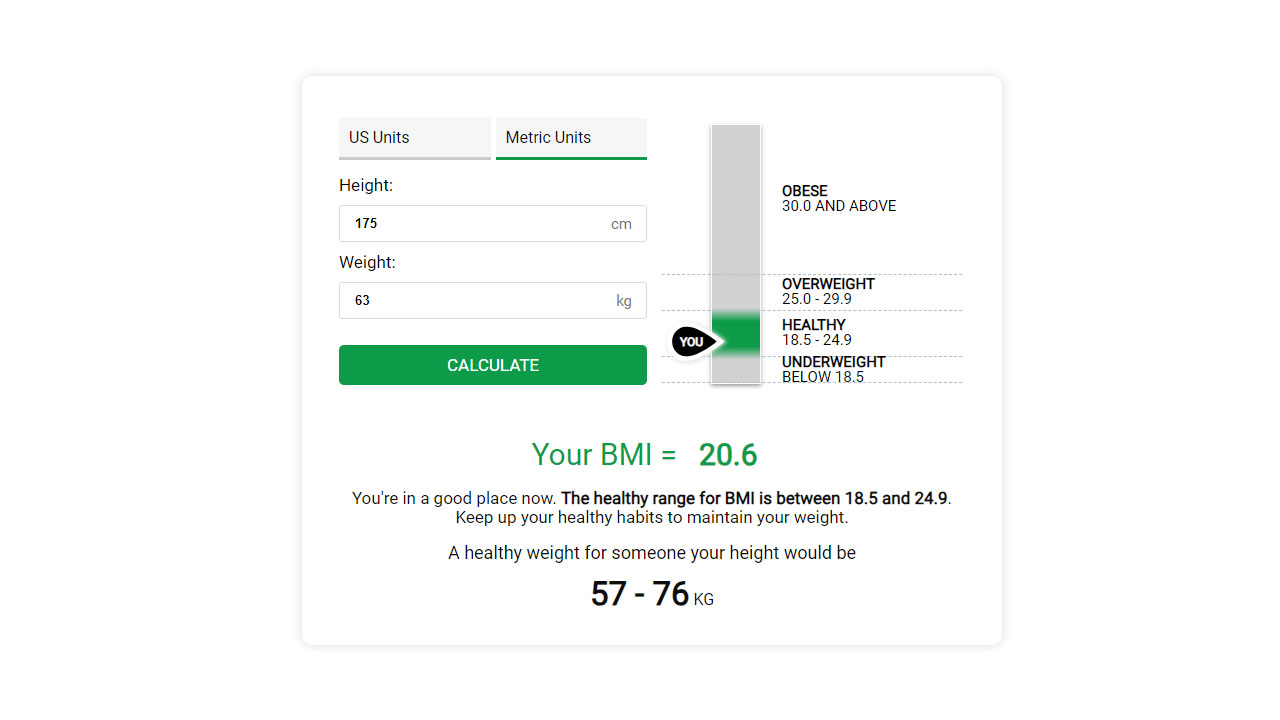 US Units
Metric Units
Height:
175 cm
Weight:
63 kg
CALCULATE
OBESE
30.0 AND ABOVE
OVERWEIGHT
25.0 - 29.9
HEALTHY
18.5 - 24.9
YOU
UNDERWEIGHT
BELOW 18.5
Your BMI = 20.6
You're in a good place now. The healthy range for BMI is between 18.5 and 24.9.
Keep up your healthy habits to maintain your weight.
A healthy weight for someone your height would be
57 - 76 KG